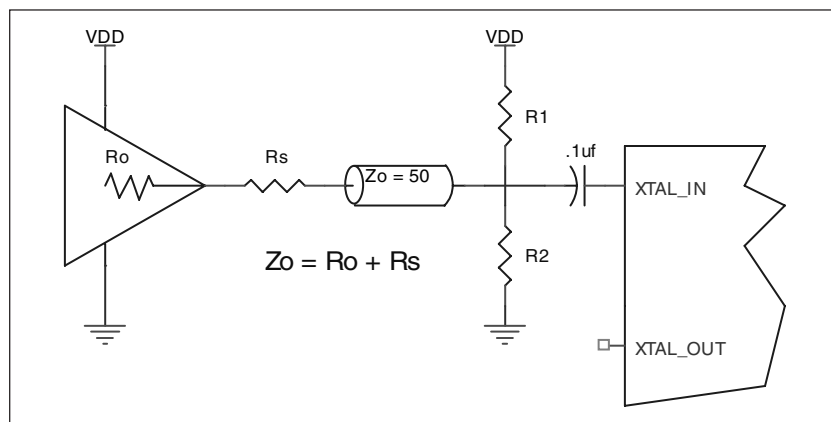 VDD
VDD
R1
Ro
Rs
Zo = 50
.1uf
XTAL_IN
Zo = Ro + Rs
R2
XTAL_OUT